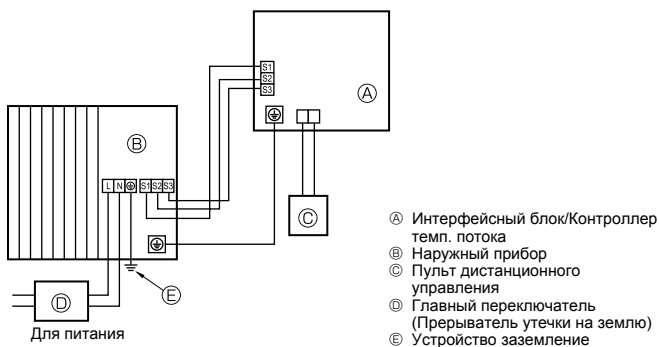 S1
S2
S3
Ⓐ
Ⓑ
L N S1 S2 S3
Ⓒ
Ⓓ
Ⓔ
Для питания
Ⓐ Интерфейсный блок/Контроллер
темп. потока
Ⓑ Наружный прибор
Ⓒ Пульт дистанционного
управления
Ⓓ Главный переключатель
(Прерыватель утечки на землю)
Ⓔ Устройство заземление